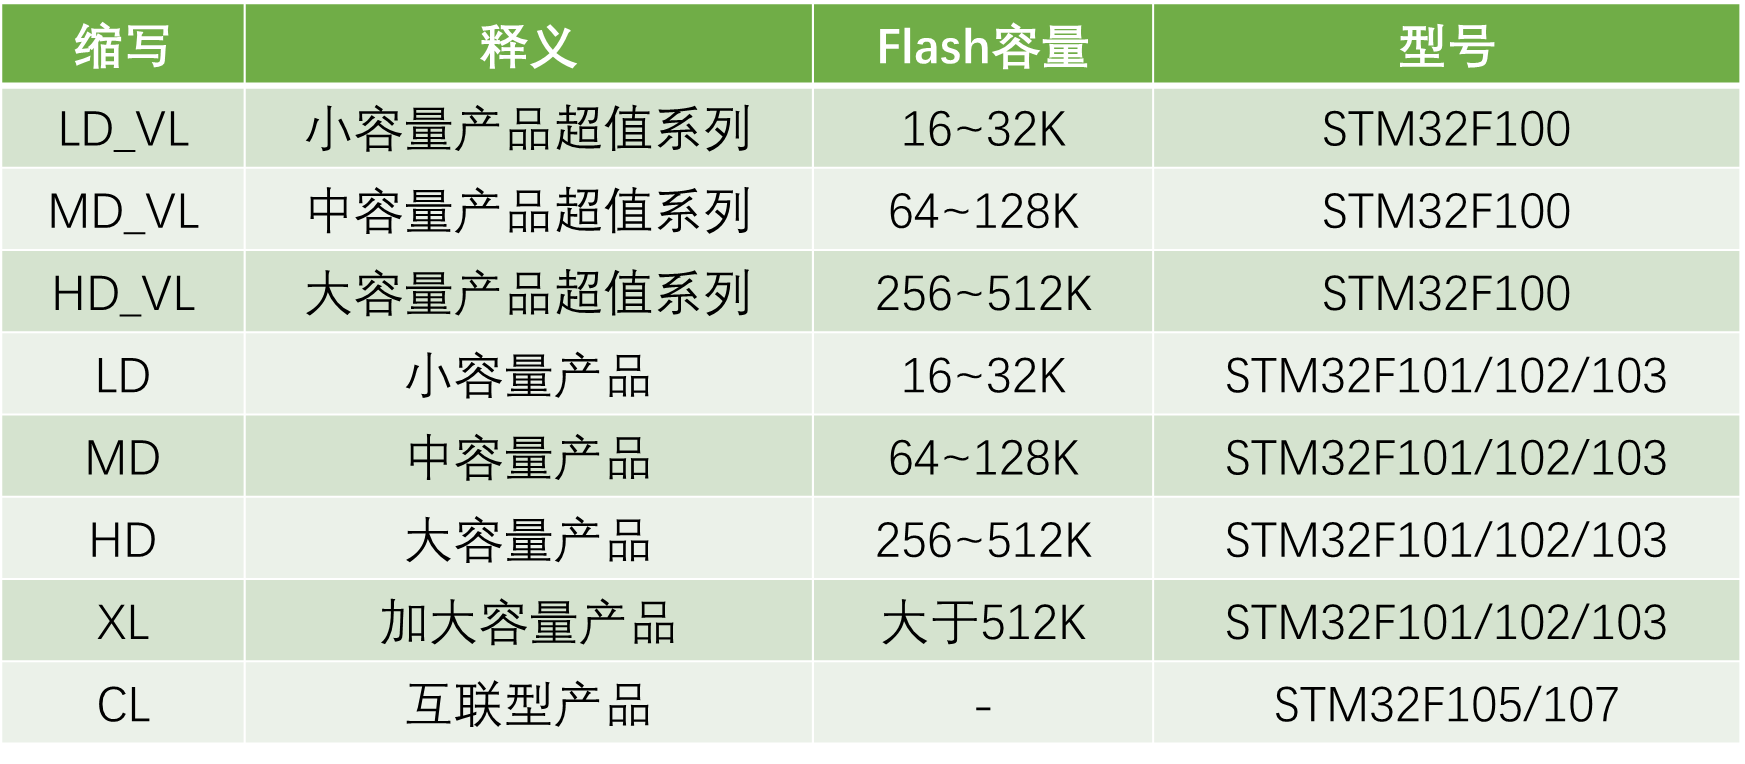 缩写 释义 Flash容量 型号
LD_VL 小容量产品超值系列 16~32K STM32F100
MD_VL 中容量产品超值系列 64~128K STM32F100
HD_VL 大容量产品超值系列 256~512K STM32F100
LD 小容量产品 16~32K STM32F101/102/103
MD 中容量产品 64~128K STM32F101/102/103
HD 大容量产品 256~512K STM32F101/102/103
XL 加大容量产品 大于512K STM32F101/102/103
CL 互联型产品 - STM32F105/107